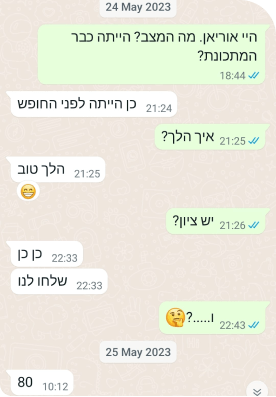 24 May 2023
היי אוריאן. מה המצב? הייתה כבר
המתכונת?
18:44
כן הייתה לפני החופש
21:24
איך הלך?
21:25
הלך טוב
21:25
😁
יש ציון?
21:26
כן כן
22:33
שלחו לנו
22:33
ו.....?🤔
22:43
25 May 2023
80
10:12